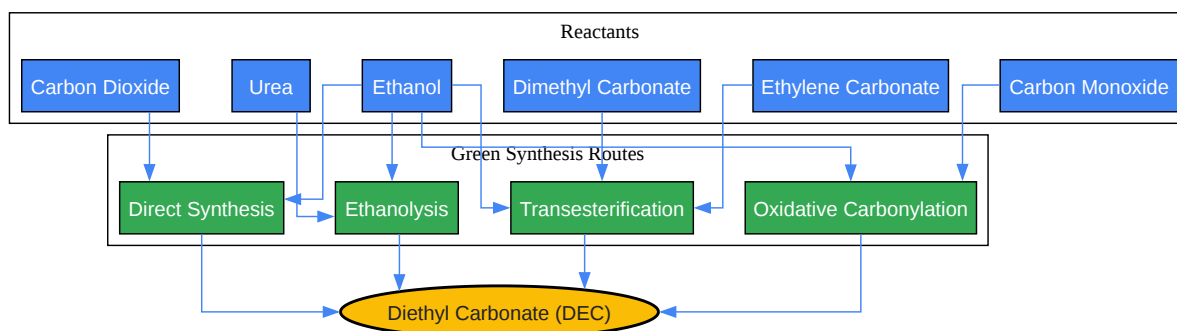 Reactants
Carbon Dioxide
Urea
Ethanol
Dimethyl Carbonate
Ethylene Carbonate
Carbon Monoxide
Green Synthesis Routes
Direct Synthesis
Ethanolysis
Transesterification
Oxidative Carbonylation
Diethyl Carbonate (DEC)